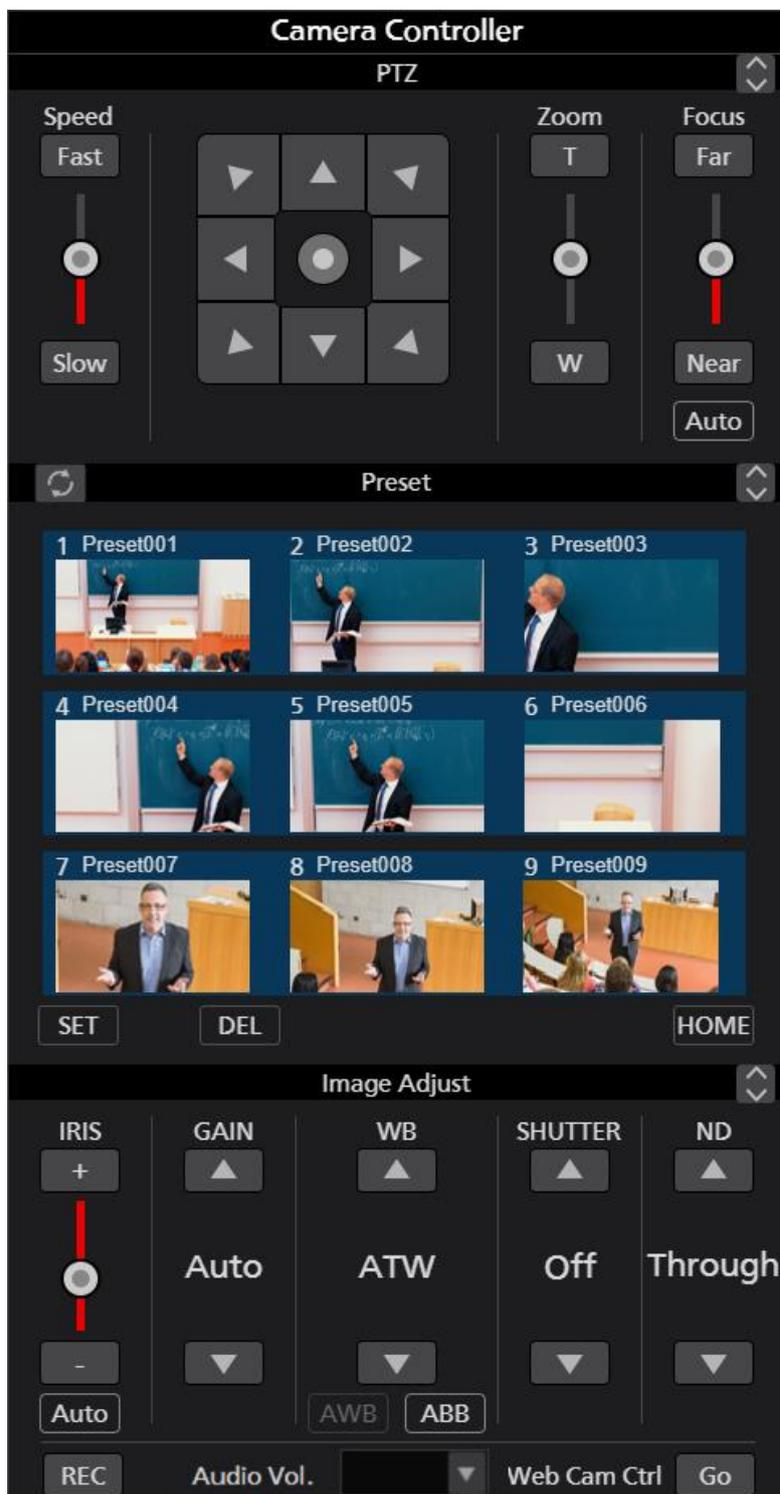 Camera Controller
PTZ
Speed Zoom Focus
Fast T Far
Slow W Near
Auto
Preset
1 Preset001 2 Preset002 3 Preset003
4 Preset004 5 Preset005 6 Preset006
7 Preset007 8 Preset008 9 Preset009
SET DEL HOME
Image Adjust
IRIS GAIN WB SHUTTER ND
+
Auto ATW Off Through
-
Auto AWB ABB
REC Audio Vol. Web Cam Ctrl Go